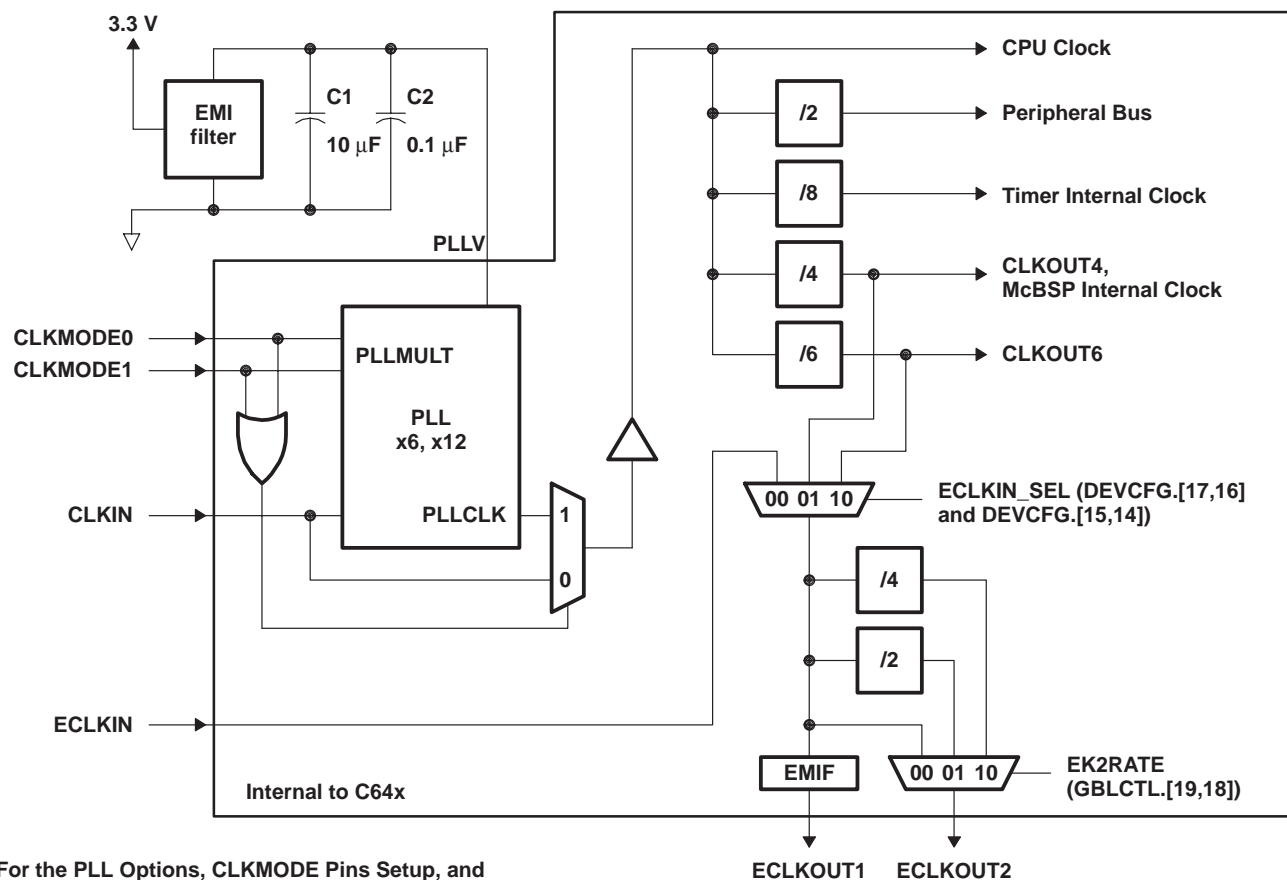 3.3 V
EMI
filter
C1
10 μF
C2
0.1 μF
PLLV
CPU Clock
/2
Peripheral Bus
/8
Timer Internal Clock
/4
CLKOUT4,
McBSP Internal Clock
/6
CLKOUT6
CLKMODE0
CLKMODE1
PLLMULT
PLL
x6, x12
CLKIN
PLLCLK
1
0
00 01 10
ECLKIN_SEL (DEVCFG.[17,16]
and DEVCFG.[15,14])
/4
/2
ECLKIN
EMIF
00 01 10
EK2RATE
(GBLCTL.[19,18])
Internal to C64x
ECLKOUT1
ECLKOUT2
For the PLL Options, CLKMODE Pins Setup, and